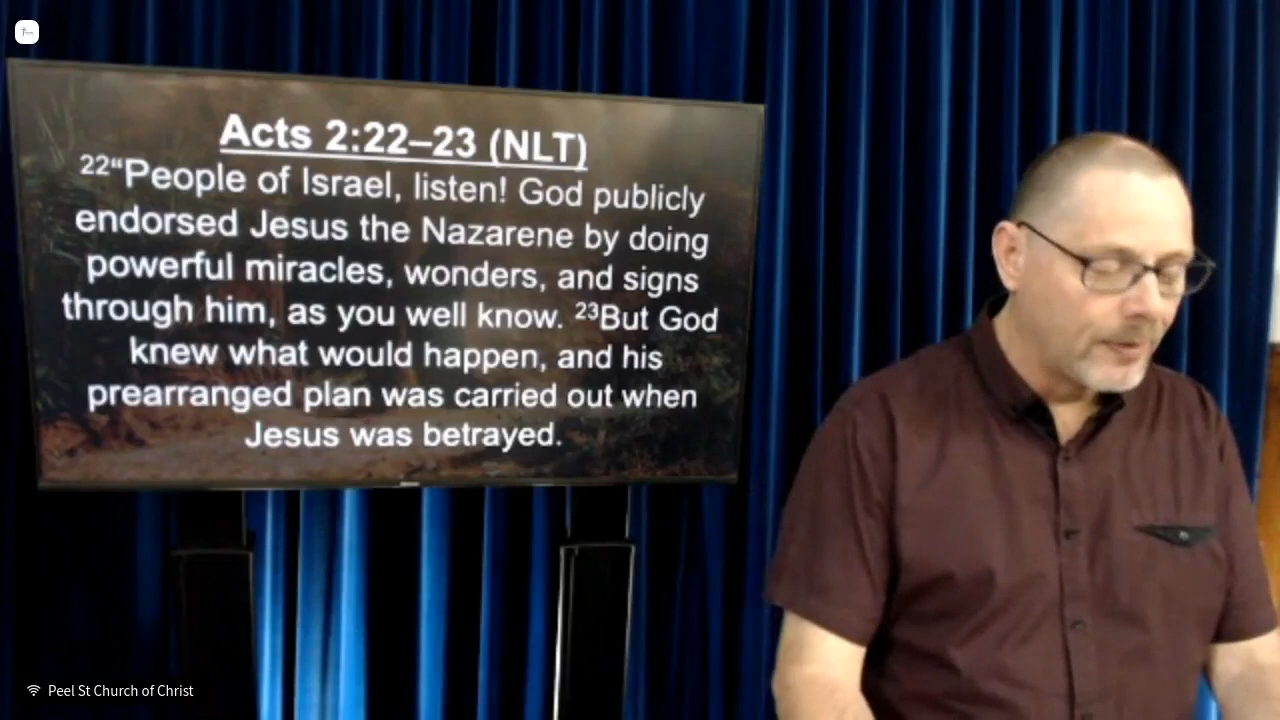 Acts 2:22–23 (NLT)
22“People of Israel, listen! God publicly
endorsed Jesus the Nazarene by doing
powerful miracles, wonders, and signs
through him, as you well know. 23But God
knew what would happen, and his
prearranged plan was carried out when
Jesus was betrayed.
Peel St Church of Christ